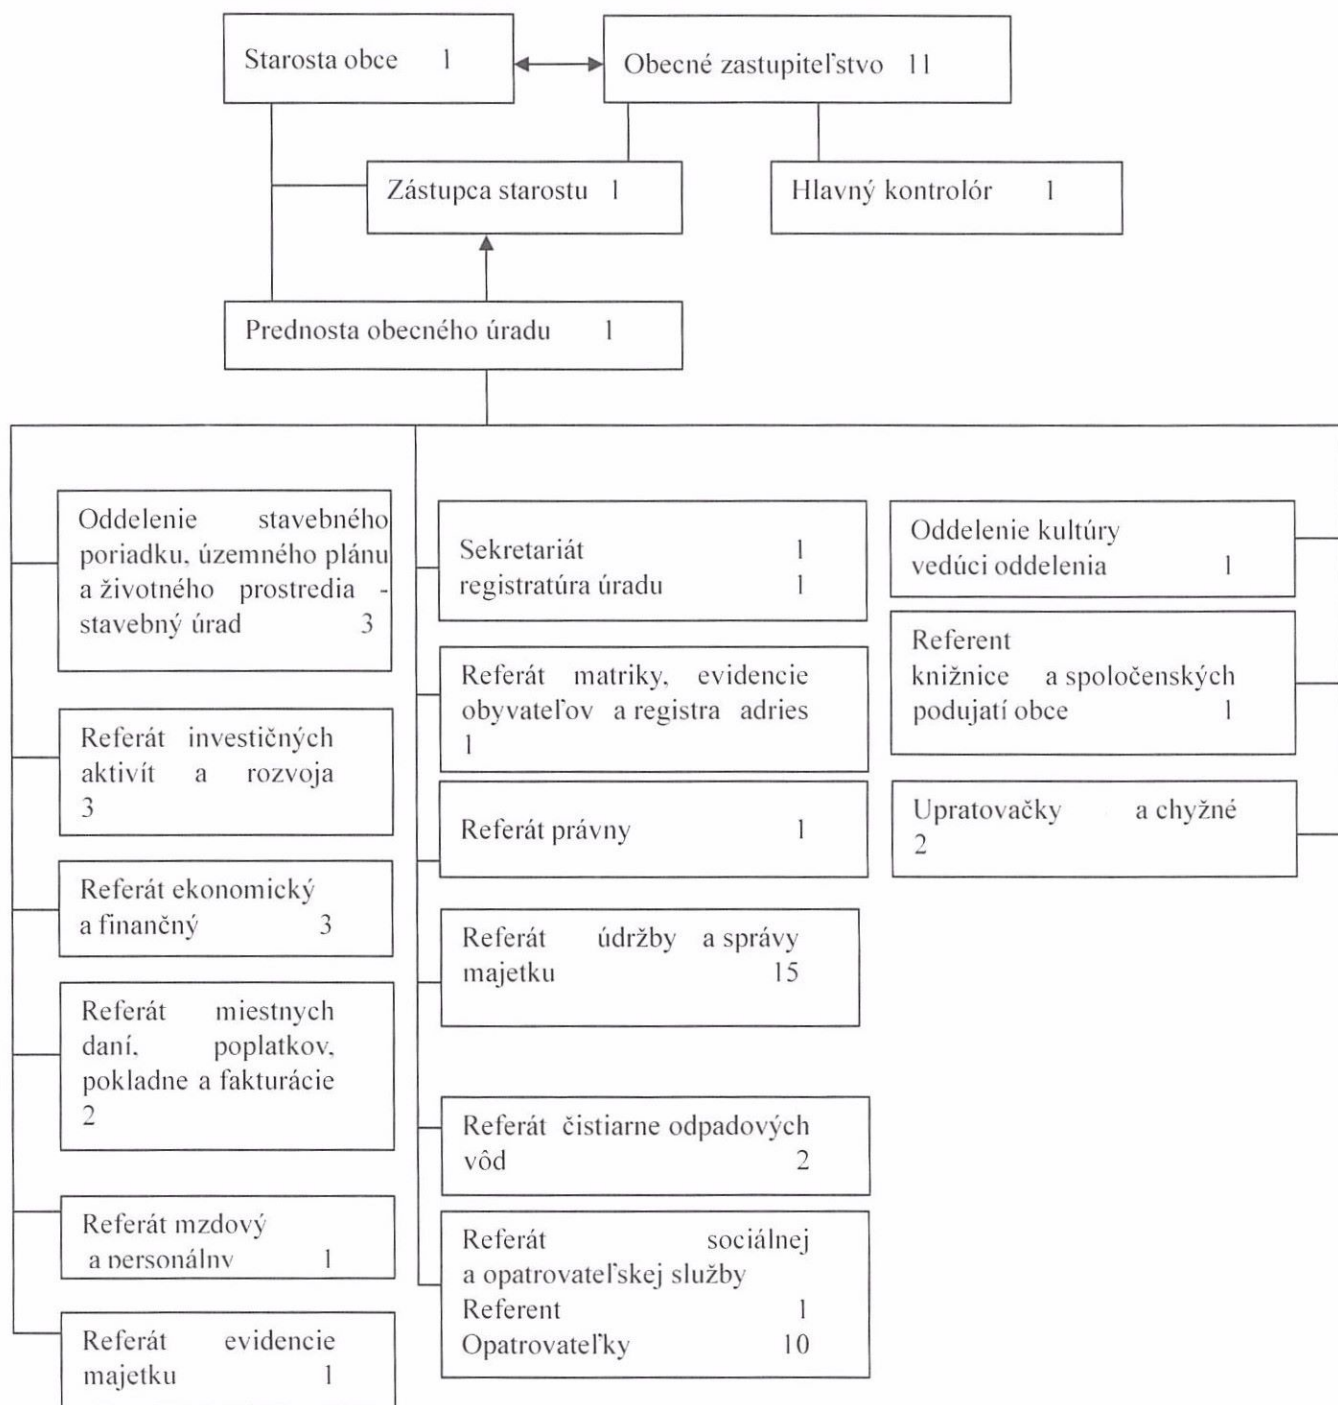 Starosta obce 1
Obecné zastupiteľstvo 11
Zástupca starostu 1
Hlavný kontrolór 1
Prednosta obecného úradu 1
Oddelenie stavebného
poriadku, územného plánu
a životného prostredia -
stavebný úrad 3
Referát investičných
aktivít a rozvoja
3
Referát ekonomický
a finančný 3
Referát miestnych
daní, poplatkov,
pokladne a fakturácie
2
Referát mzdový
a personálny 1
Referát evidencie
majetku 1
Sekretariát 1
registratúra úradu 1
Referát matriky, evidencie
obyvateľov a registra adries
1
Referát právny 1
Referát údržby a správy
majetku 15
Referát čistiarne odpadových
vôd 2
Referát sociálnej
a opatrovateľskej služby
Referent 1
Opatrovateľky 10
Oddelenie kultúry
vedúci oddelenia 1
Referent
knižnice a spoločenských
podujatí obce 1
Upratovačky a chyžné
2